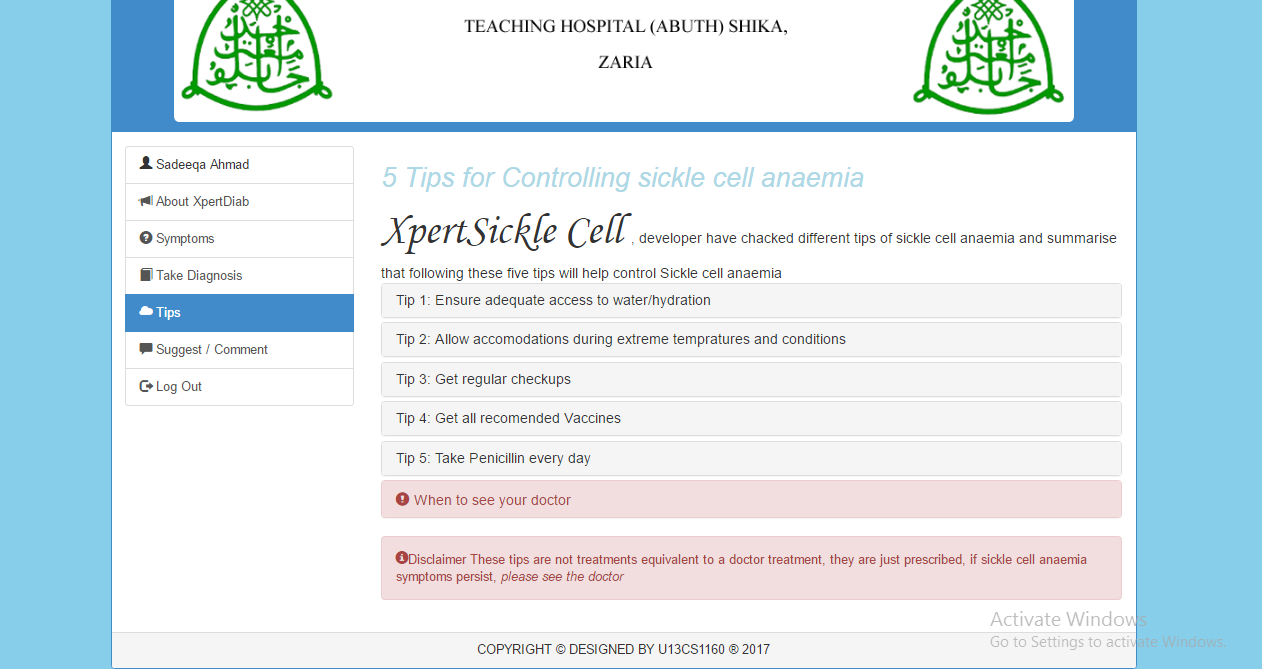 TEACHING HOSPITAL (ABUTH) SHIKA,
ZARIA
Sadeeqa Ahmad
About XpertDiab
Symptoms
Take Diagnosis
Tips
Suggest / Comment
Log Out
5 Tips for Controlling sickle cell anaemia
XpertSickle Cell , developer have chacked different tips of sickle cell anaemia and summarise
that following these five tips will help control Sickle cell anaemia
Tip 1: Ensure adequate access to water/hydration
Tip 2: Allow accomodations during extreme tempratures and conditions
Tip 3: Get regular checkups
Tip 4: Get all recomended Vaccines
Tip 5: Take Penicillin every day
When to see your doctor
Disclaimer These tips are not treatments equivalent to a doctor treatment, they are just prescribed, if sickle cell anaemia
symptoms persist, please see the doctor
Activate Windows
Go to Settings to activate Windows.
COPYRIGHT © DESIGNED BY U13CS1160 ® 2017